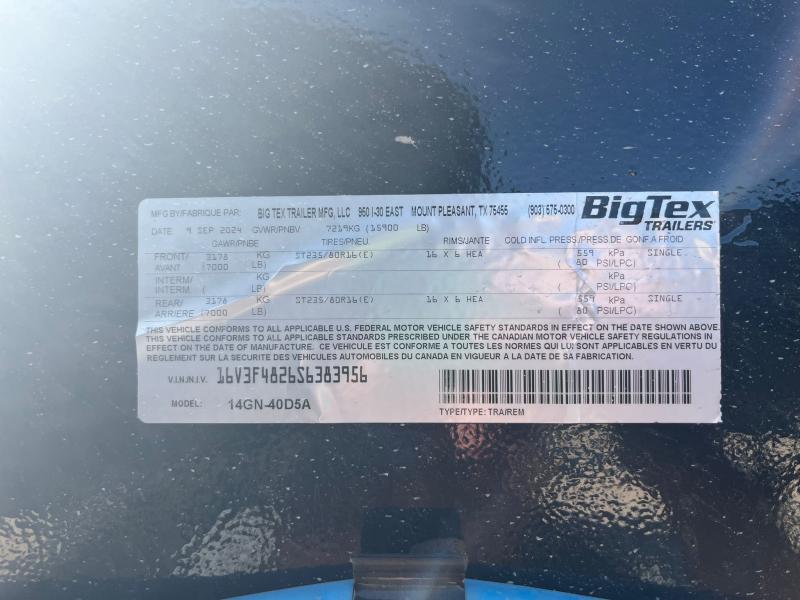 MFG BY/FABRIQUE PAR: BIG TEX TRAILER MFG, LLC 950 I-30 EAST MOUNT PLEASANT, TX 75455 (903) 575-0300 BigTex
TRAILERS
DATE 9 SEP 2024 GVWR/PNBV 7219KG (15900 LB)
GAWR/PNBE TIRES/PNEU RIMS/JANTE COLD INFL. PRESS/PRESS.DE GONF A FROID
FRONT/ 3178 KG ST235/80R16(E) 16 X 6 HEA 559 kPa SINGLE
AVANT (7000 LB) ( 80 PSI/LPC)
INTERM/ KG kPa
INTERM. ( LB) ( PSI/LPC)
REAR/ 3178 KG ST235/80R16(E) 16 X 6 HEA 559 kPa SINGLE
ARRIERE (7000 LB) ( 80 PSI/LPC)
THIS VEHICLE CONFORMS TO ALL APPLICABLE U.S. FEDERAL MOTOR VEHICLE SAFETY STANDARDS IN EFFECT ON THE DATE SHOWN ABOVE.
THIS VEHICLE CONFORMS TO ALL APPLICABLE STANDARDS PRESCRIBED UNDER THE CANADIAN MOTOR VEHICLE SAFETY REGULATIONS IN
EFFECT ON THE DATE OF MANUFACTURE. / CE VEHICULE EST CONFORME A TOUTES LES NORMES QUI LUI SONT APPLICABLES EN VERTU DU
REGLEMENT SUR LA SECURITE DES VEHICULES AUTOMOBILES DU CANADA EN VIGUEUR A LA DATE DE SA FABRICATION.
V.I.N./N.I.V. 16V3F4826S6383956
MODEL: 14GN-40D5A
TYPE/TYPE: TRA/REM